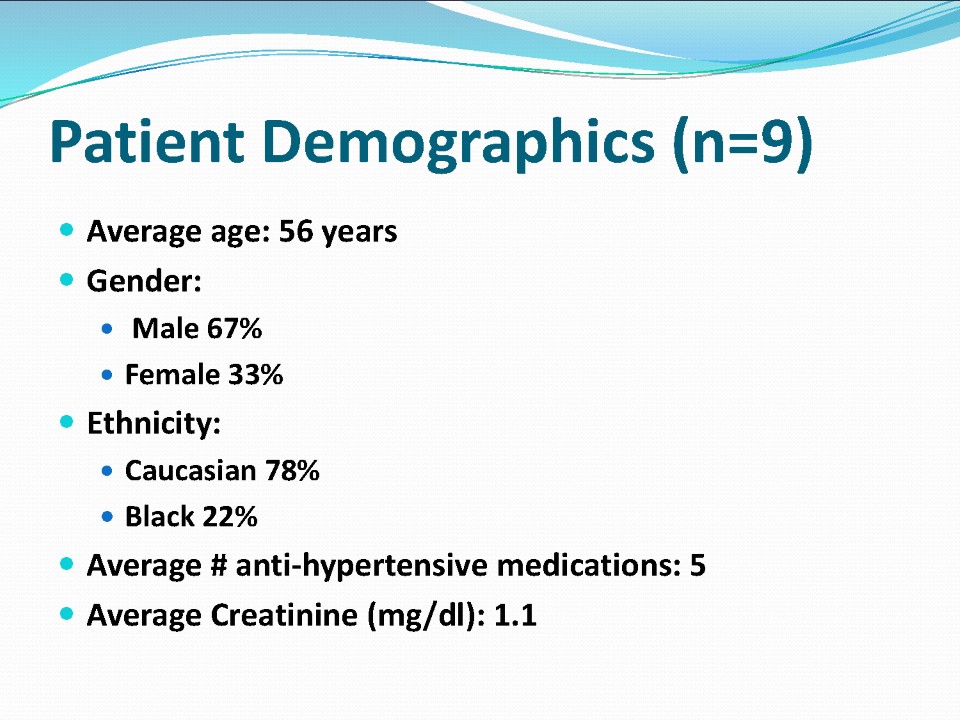 Patient Demographics (n=9)
• Average age: 56 years
• Gender:
• Male 67%
• Female 33%
• Ethnicity:
• Caucasian 78%
• Black 22%
• Average # anti-hypertensive medications: 5
• Average Creatinine (mg/dl): 1.1